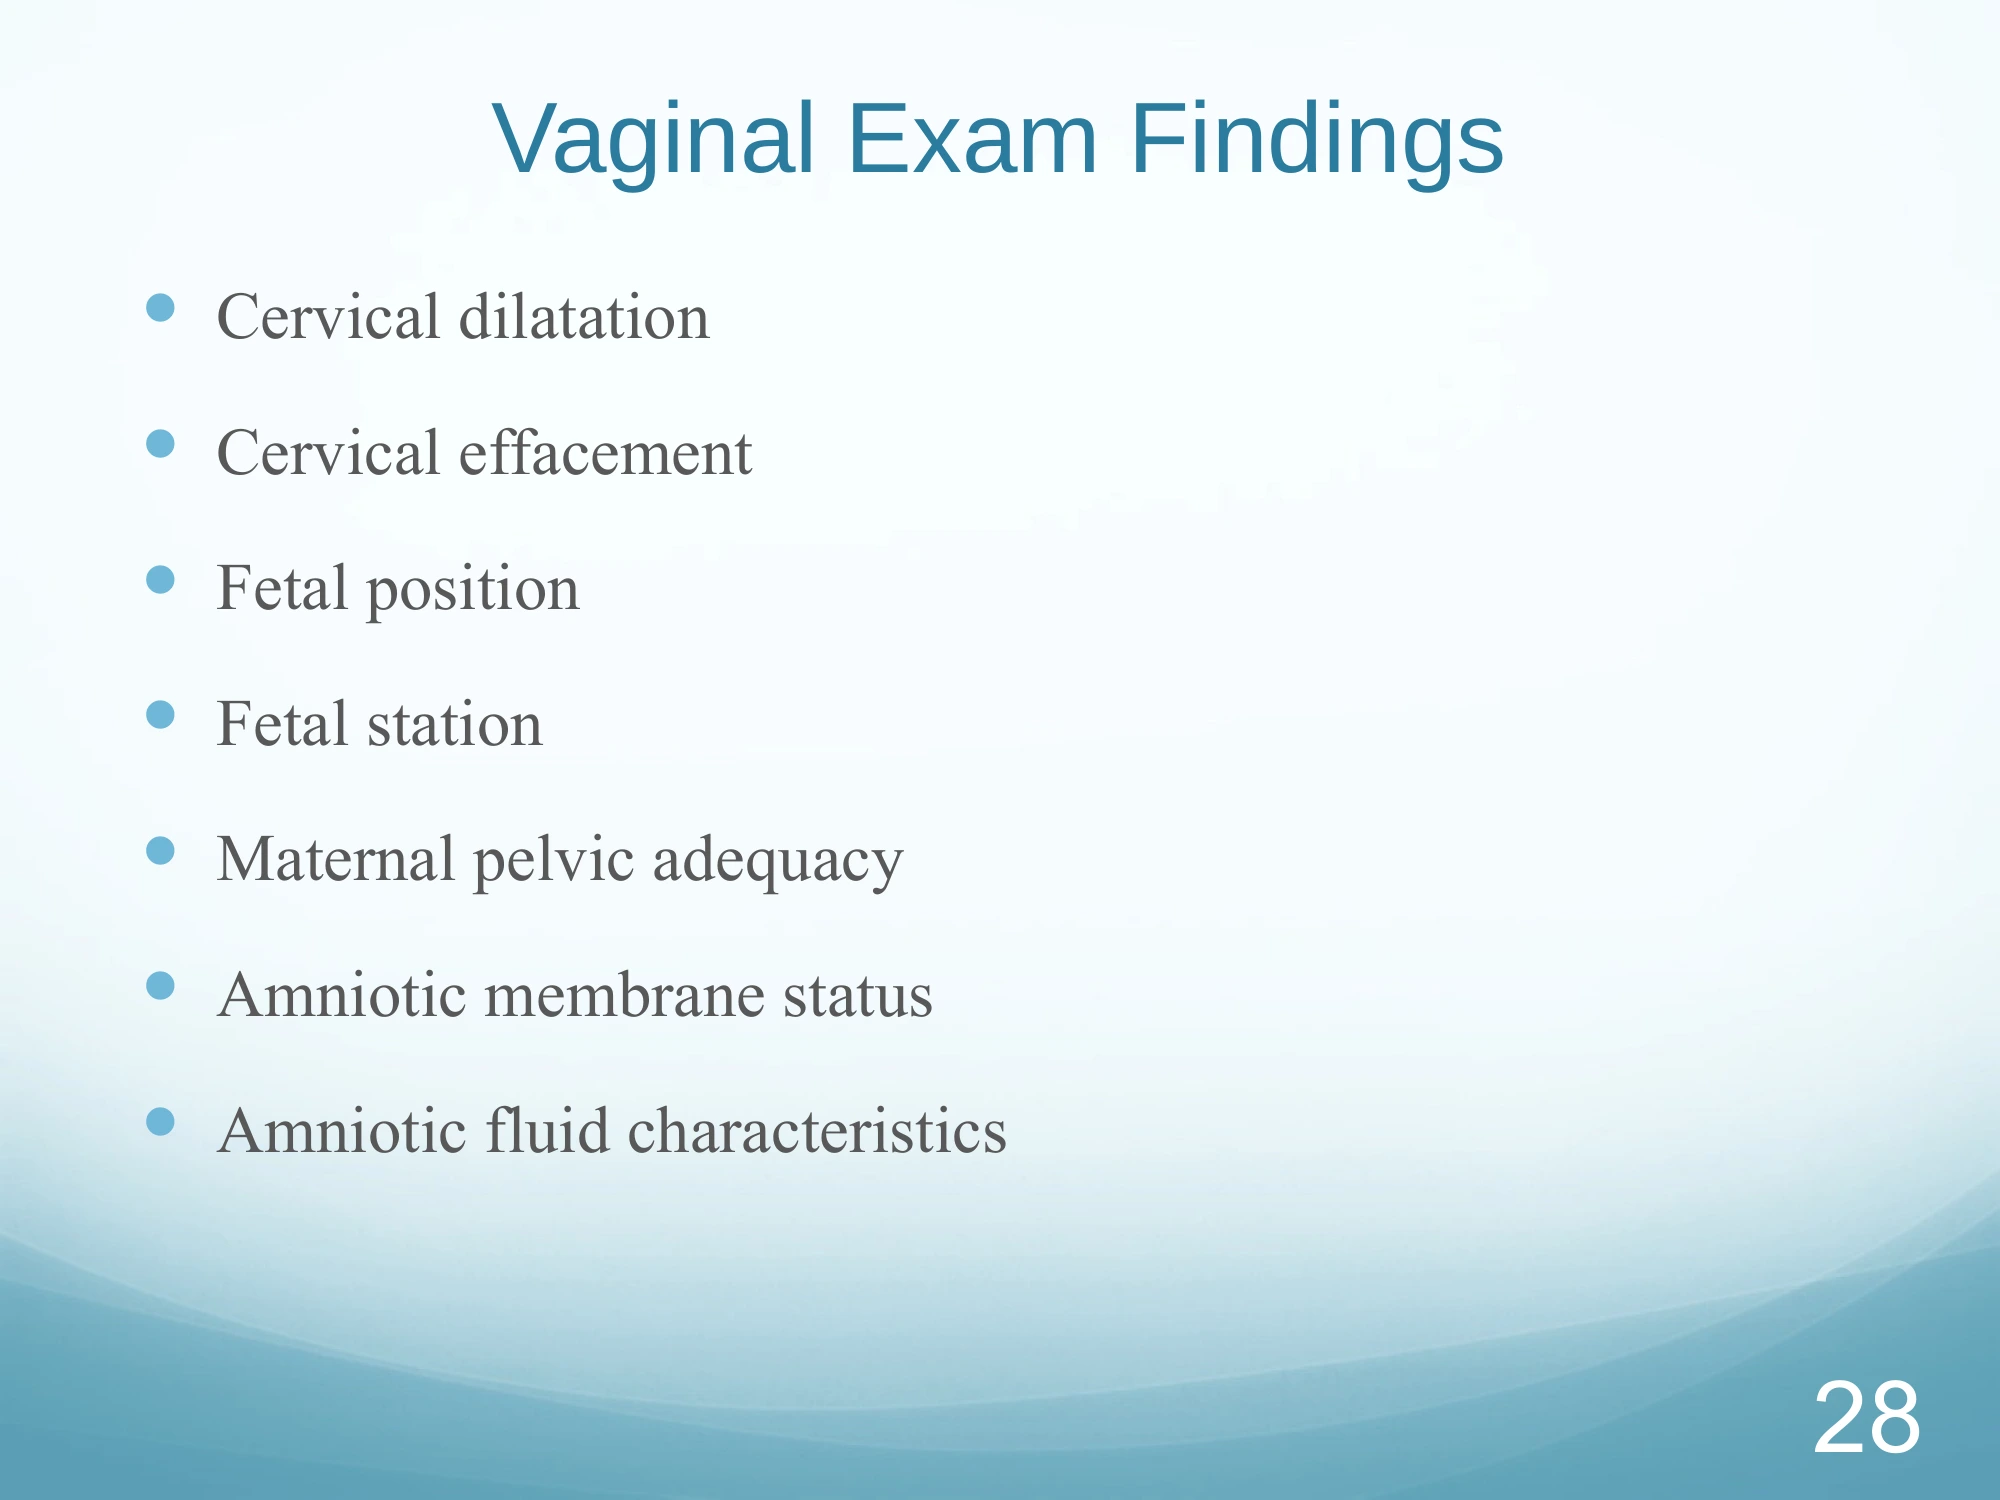 Vaginal Exam Findings
• Cervical dilatation
• Cervical effacement
• Fetal position
• Fetal station
• Maternal pelvic adequacy
• Amniotic membrane status
• Amniotic fluid characteristics
28